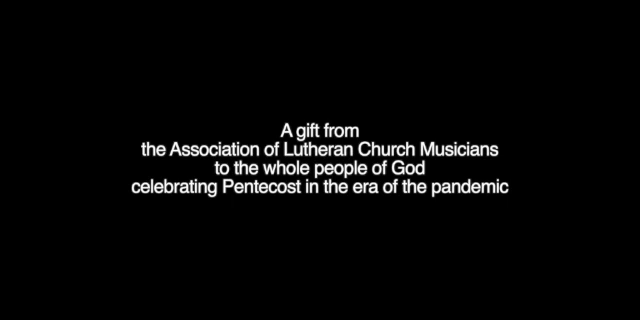 A gift from
the Association of Lutheran Church Musicians
to the whole people of God
celebrating Pentecost in the era of the pandemic